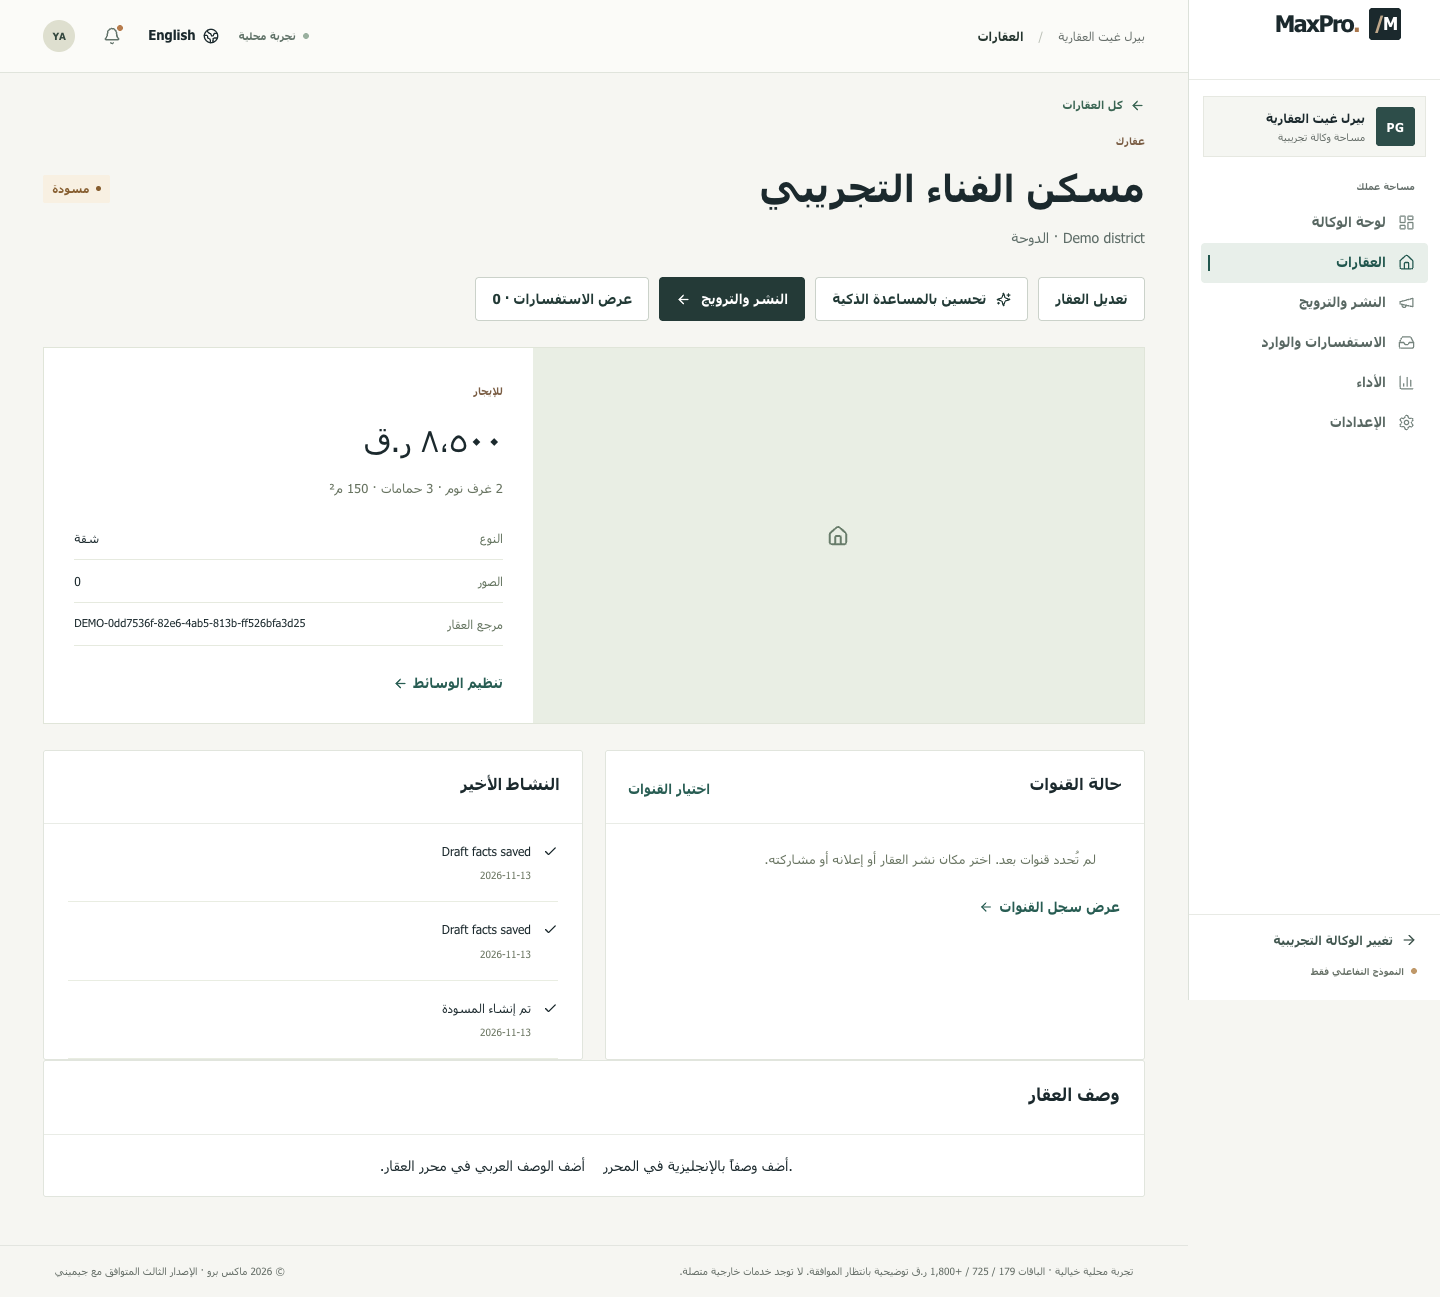 MaxPro.
/M
بيرل غيت العقارية
مساحة وكالة تجريبية
PG
مساحة عملك
لوحة الوكالة
العقارات
النشر والترويج
الاستفسارات والوارد
الأداء
الإعدادات
تغيير الوكالة التجريبية
النموذج التفاعلي فقط
بيرل غيت العقارية / العقارات
تجربة محلية
English
YA
كل العقارات
عقارك
مسكن الفناء التجريبي
مسودة
Demo district · الدوحة
تعديل العقار
تحسين بالمساعدة الذكية
النشر والترويج
عرض الاستفسارات · 0
للإيجار
٨،٥٠٠ ر.ق
2 غرف نوم · 3 حمامات · 150 م²
النوع
شقة
الصور
0
مرجع العقار
DEMO-0dd7536f-82e6-4ab5-813b-ff526bfa3d25
تنظيم الوسائط
حالة القنوات
اختيار القنوات
لم تُحدد قنوات بعد. اختر مكان نشر العقار أو إعلانه أو مشاركته.
عرض سجل القنوات
النشاط الأخير
Draft facts saved
2026-11-13
Draft facts saved
2026-11-13
تم إنشاء المسودة
2026-11-13
وصف العقار
أضف وصفاً بالإنجليزية في المحرر.
أضف الوصف العربي في محرر العقار.
تجربة محلية خيالية · الباقات 179 / 725 / +1,800 ر.ق توضيحية بانتظار الموافقة. لا توجد خدمات خارجية متصلة.
© 2026 ماكس برو · الإصدار الثالث المتوافق مع جيميني